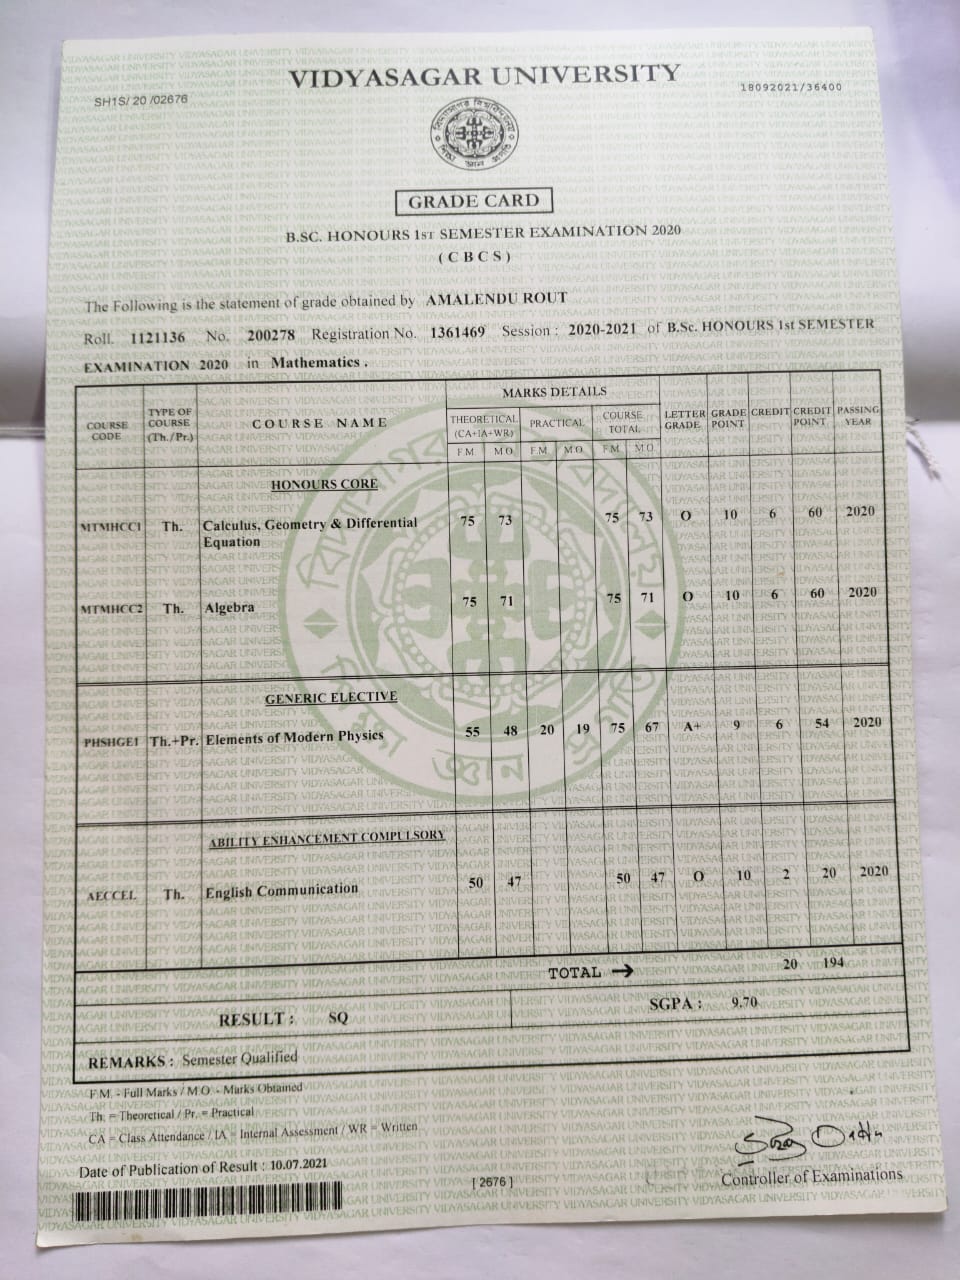 VIDYASAGAR UNIVERSITY
SH1S/ 20 /02676
18092021/36400
GRADE CARD
B.SC. HONOURS 1ST SEMESTER EXAMINATION 2020
( C B C S )
The Following is the statement of grade obtained by AMALENDU ROUT
Roll. 1121136 No. 200278 Registration No. 1361469 Session : 2020-2021 of B.Sc. HONOURS 1st SEMESTER
EXAMINATION 2020 in Mathematics .
COURSE CODE TYPE OF COURSE (Th./Pr.) COURSE NAME MARKS DETAILS LETTER GRADE GRADE POINT CREDIT CREDIT POINT PASSING YEAR
THEORETICAL (CA+IA+WR) PRACTICAL COURSE TOTAL
F.M. M.O. F.M. M.O. F.M. M.O.
HONOURS CORE
MTMHCC1 Th. Calculus, Geometry & Differential 75 73 75 73 O 10 6 60 2020
Equation
MTMHCC2 Th. Algebra 75 71 75 71 O 10 6 60 2020
GENERIC ELECTIVE
PHSHGE1 Th.+Pr. Elements of Modern Physics 55 48 20 19 75 67 A+ 9 6 54 2020
ABILITY ENHANCEMENT COMPULSORY
AECCEL Th. English Communication 50 47 50 47 O 10 2 20 2020
TOTAL → 20 194
RESULT : SQ SGPA : 9.70
REMARKS : Semester Qualified
F.M. - Full Marks / M.O. - Marks Obtained
Th. = Theoretical / Pr. = Practical
CA = Class Attendance / IA = Internal Assessment / WR = Written
Date of Publication of Result : 10.07.2021
[ 2676 ]
Controller of Examinations